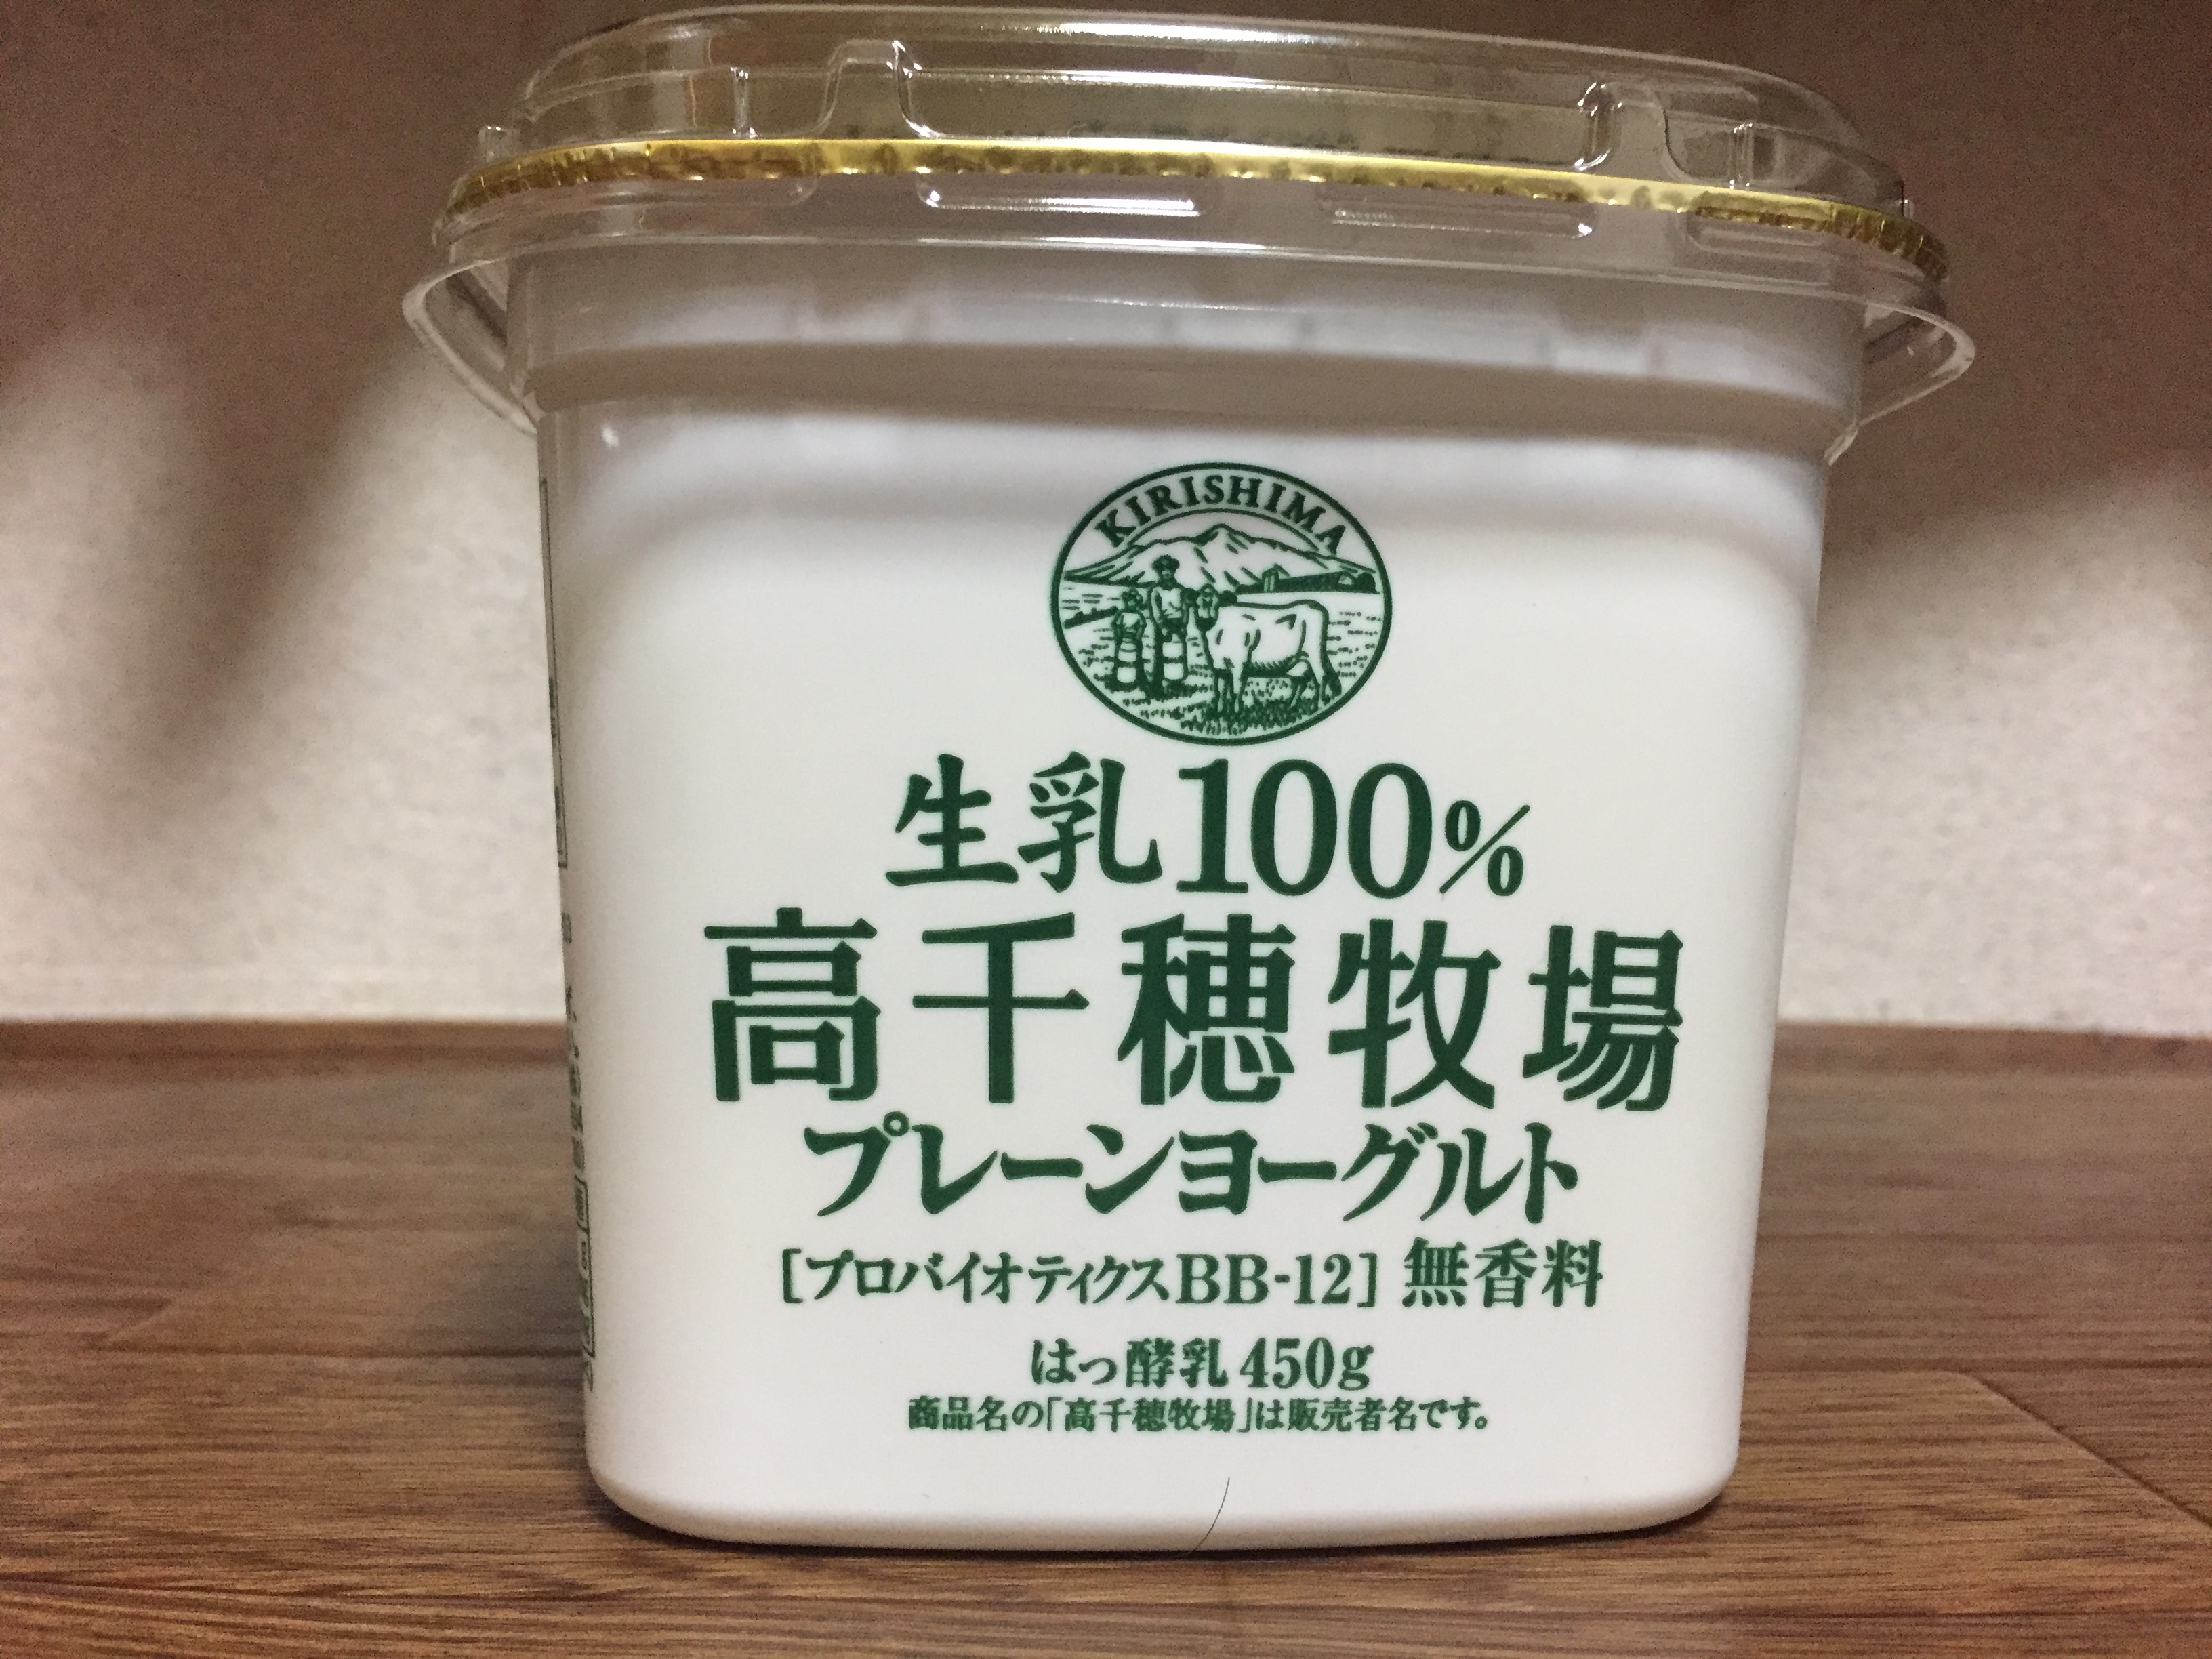 KIRISHIMA
生乳100%
高千穂牧場
プレーンヨーグルト
[プロバイオティクスBB-12] 無香料
はっ酵乳 450g
商品名の「高千穂牧場」は販売者名です。